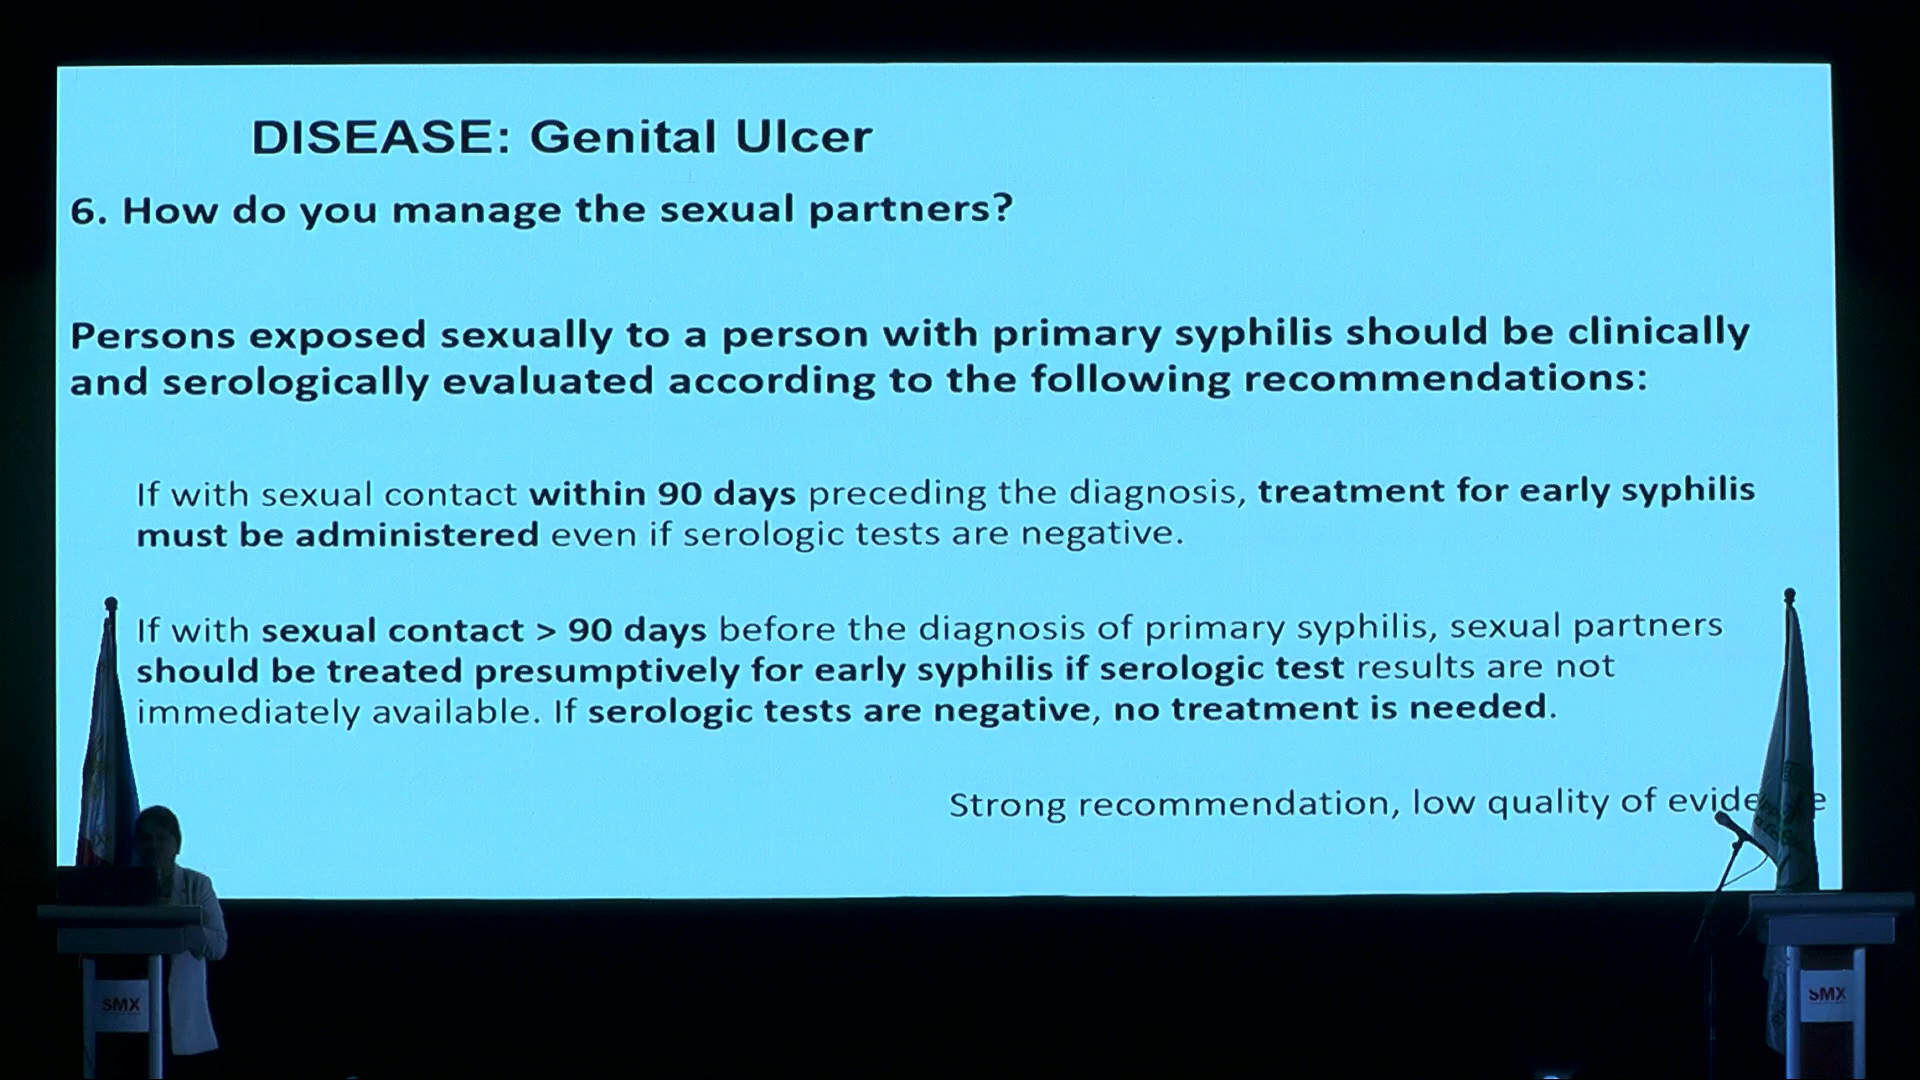 DISEASE: Genital Ulcer
6. How do you manage the sexual partners?
Persons exposed sexually to a person with primary syphilis should be clinically
and serologically evaluated according to the following recommendations:
If with sexual contact within 90 days preceding the diagnosis, treatment for early syphilis
must be administered even if serologic tests are negative.
If with sexual contact > 90 days before the diagnosis of primary syphilis, sexual partners
should be treated presumptively for early syphilis if serologic test results are not
immediately available. If serologic tests are negative, no treatment is needed.
Strong recommendation, low quality of evidence
SMX
SMX